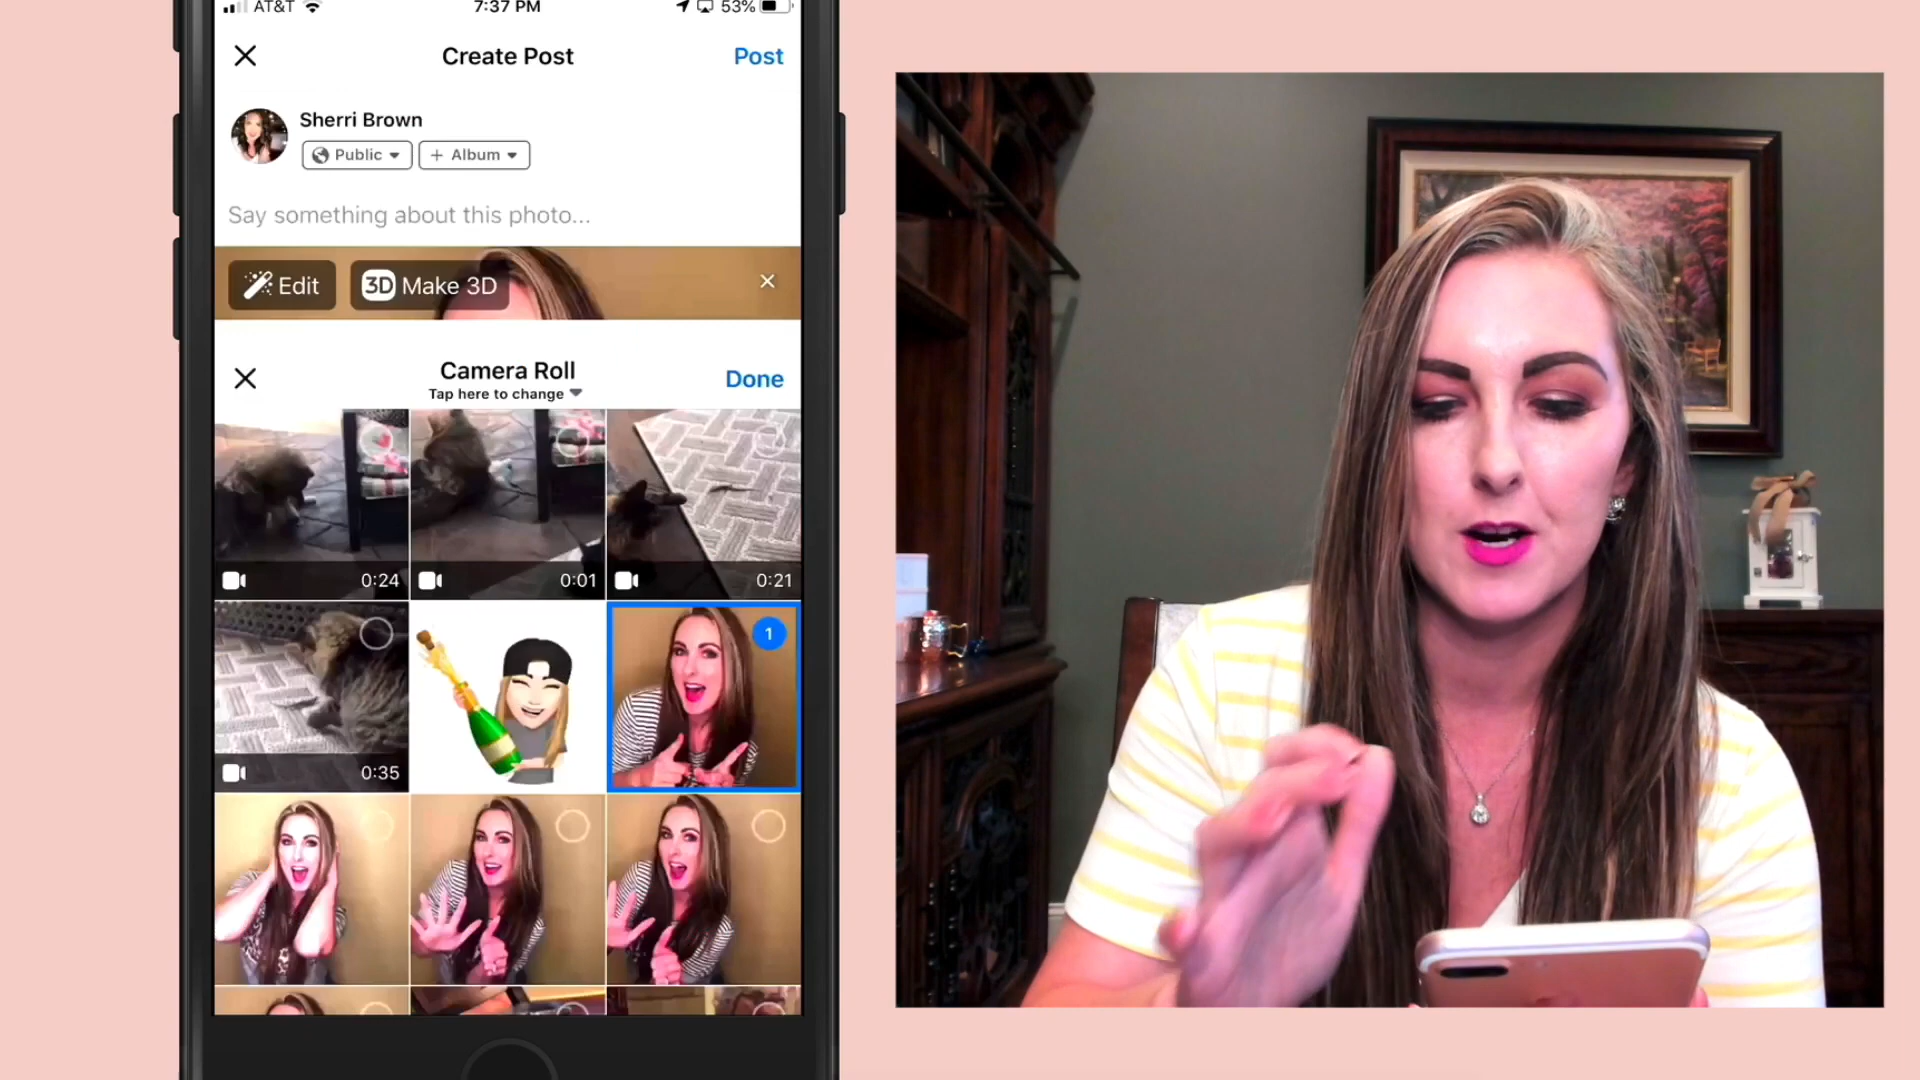 AT&T 7:37 PM 53%
Create Post Post
Sherri Brown
Public + Album
Say something about this photo...
Edit 3D Make 3D
Camera Roll
Tap here to change
Done
0:24 0:01 0:21
0:35 1